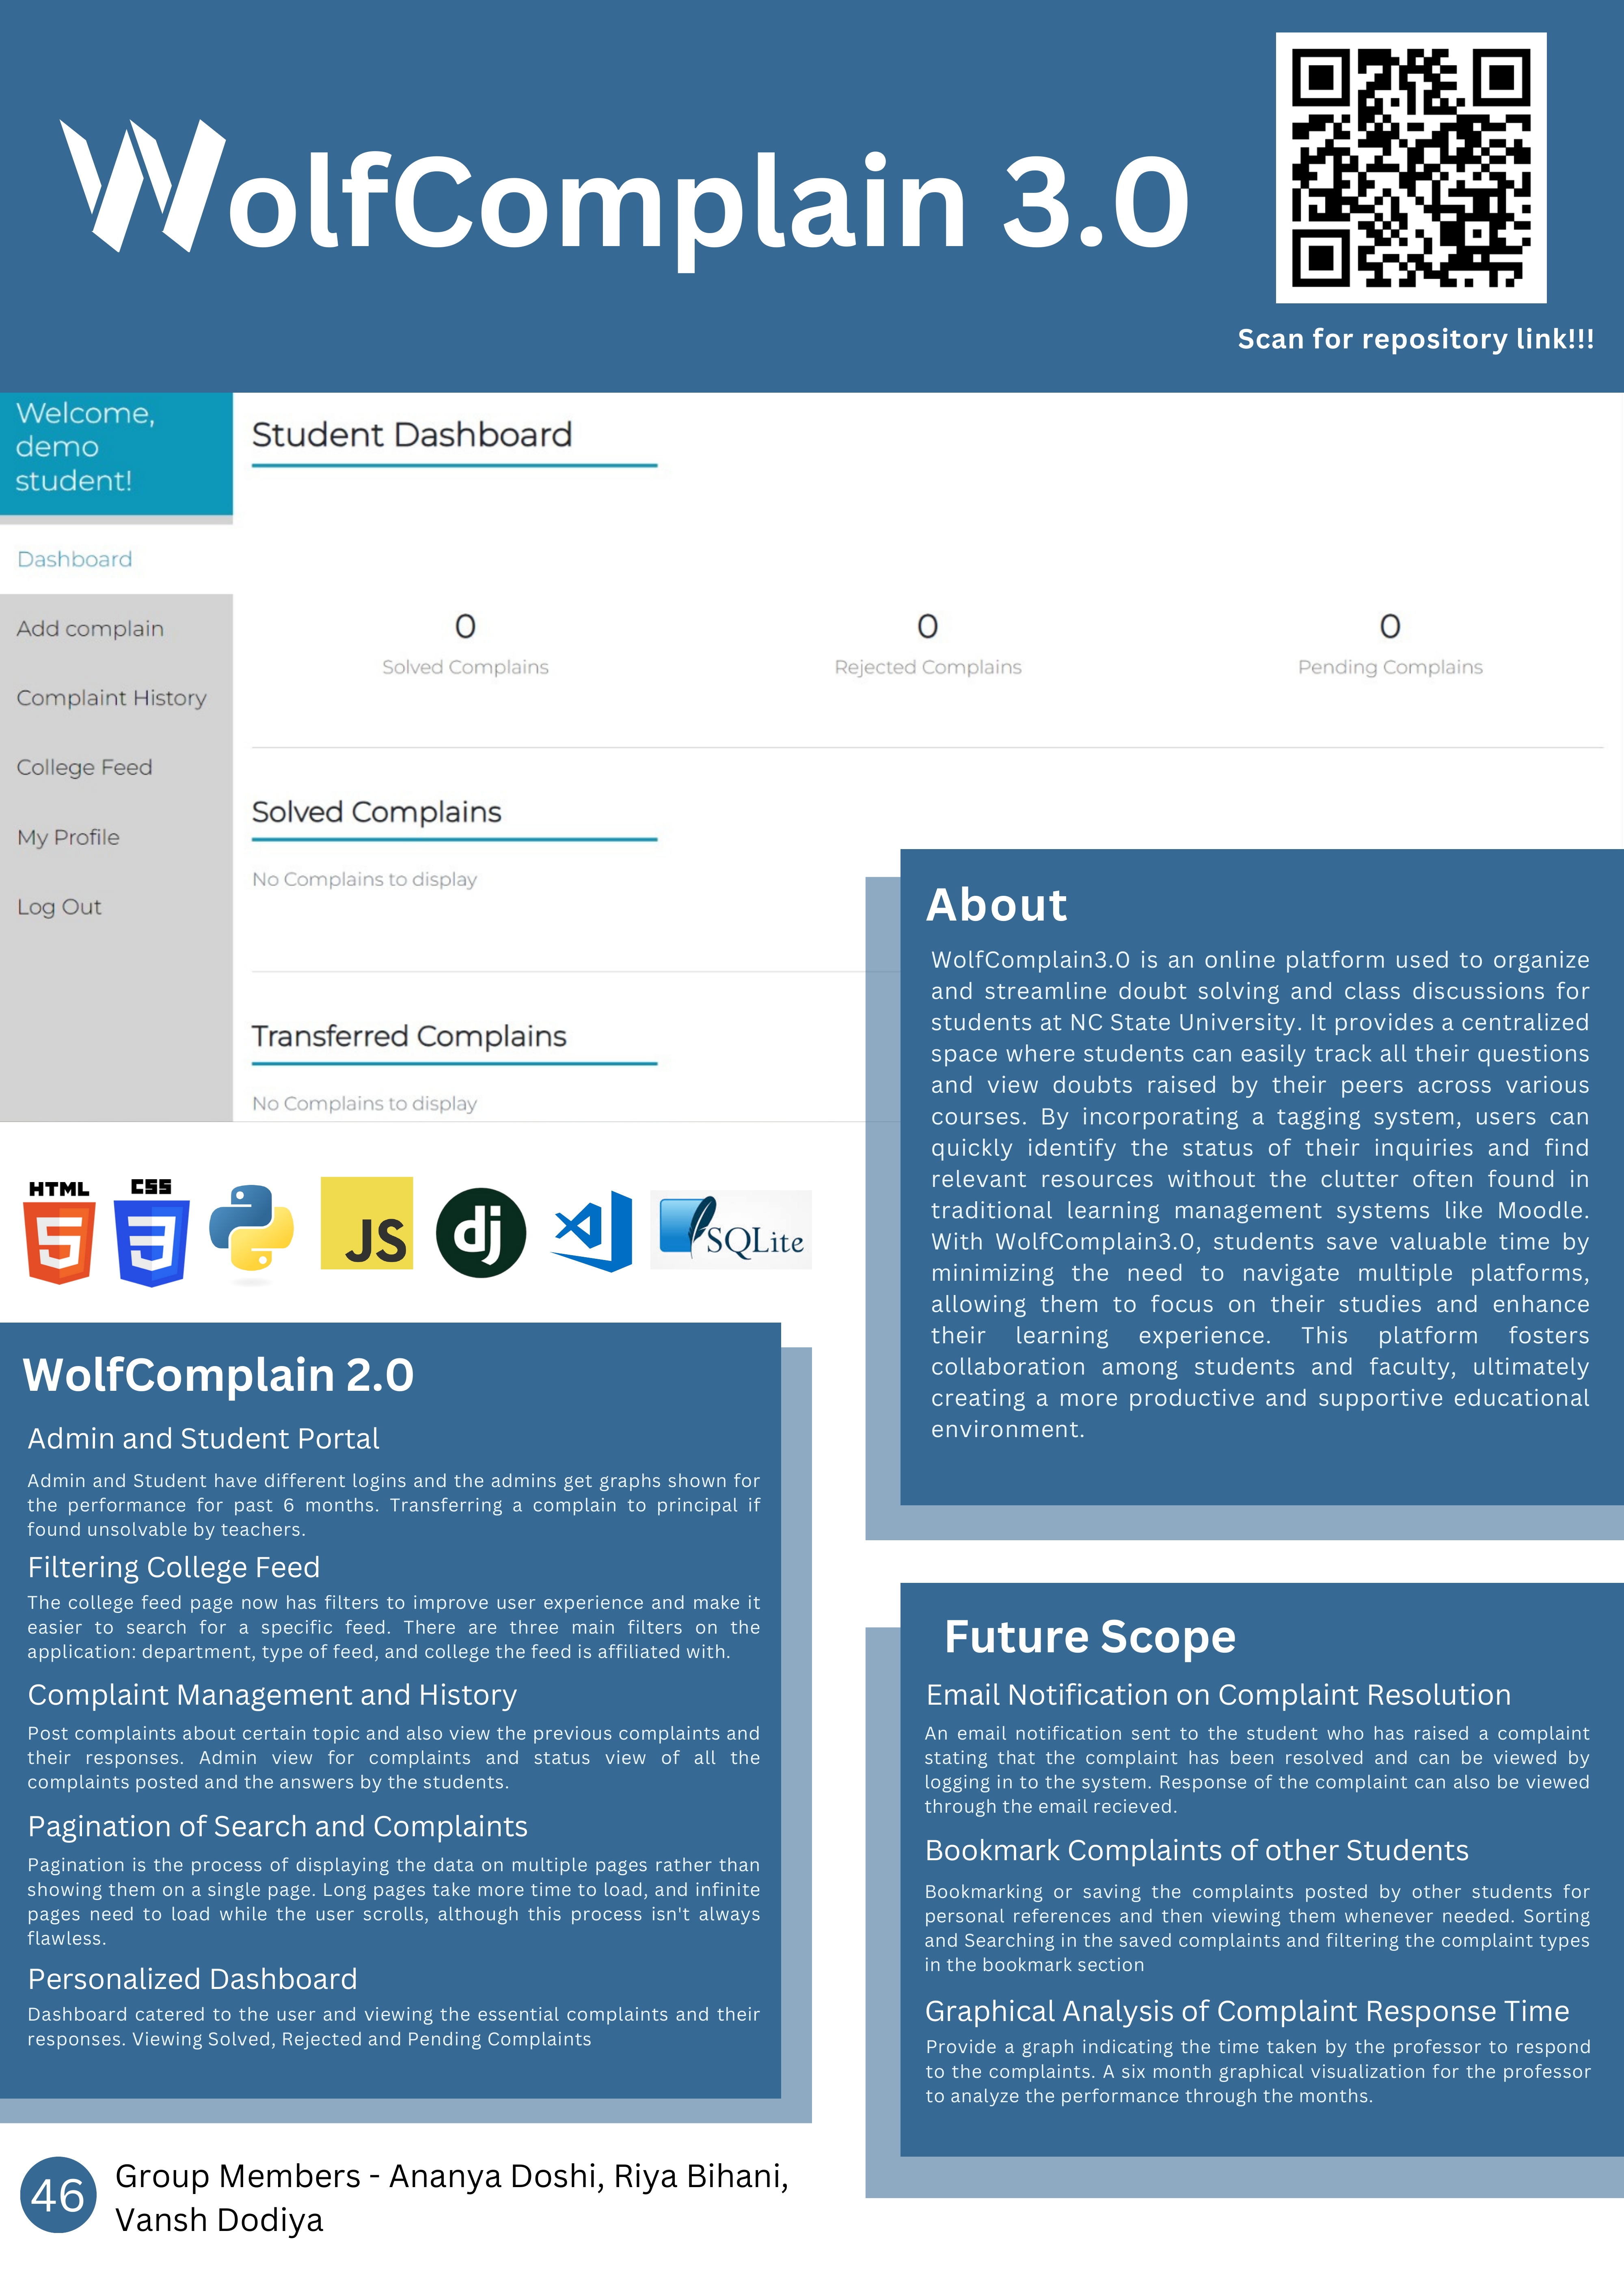 WolfComplain 3.0
Scan for repository link!!!
Welcome,
demo
student!
Dashboard
Add complain
Complaint History
College Feed
My Profile
Log Out
Student Dashboard
0 0 0
Solved Complains Rejected Complains Pending Complains
Solved Complains
No Complains to display
Transferred Complains
No Complains to display
About
WolfComplain3.0 is an online platform used to organize
and streamline doubt solving and class discussions for
students at NC State University. It provides a centralized
space where students can easily track all their questions
and view doubts raised by their peers across various
courses. By incorporating a tagging system, users can
quickly identify the status of their inquiries and find
relevant resources without the clutter often found in
traditional learning management systems like Moodle.
With WolfComplain3.0, students save valuable time by
minimizing the need to navigate multiple platforms,
allowing them to focus on their studies and enhance
their learning experience. This platform fosters
collaboration among students and faculty, ultimately
creating a more productive and supportive educational
environment.
HTML CSS JS dj SQLite
5 3
WolfComplain 2.0
Admin and Student Portal
Admin and Student have different logins and the admins get graphs shown for
the performance for past 6 months. Transferring a complain to principal if
found unsolvable by teachers.
Filtering College Feed
The college feed page now has filters to improve user experience and make it
easier to search for a specific feed. There are three main filters on the
application: department, type of feed, and college the feed is affiliated with.
Complaint Management and History
Post complaints about certain topic and also view the previous complaints and
their responses. Admin view for complaints and status view of all the
complaints posted and the answers by the students.
Pagination of Search and Complaints
Pagination is the process of displaying the data on multiple pages rather than
showing them on a single page. Long pages take more time to load, and infinite
pages need to load while the user scrolls, although this process isn't always
flawless.
Personalized Dashboard
Dashboard catered to the user and viewing the essential complaints and their
responses. Viewing Solved, Rejected and Pending Complaints
Future Scope
Email Notification on Complaint Resolution
An email notification sent to the student who has raised a complaint
stating that the complaint has been resolved and can be viewed by
logging in to the system. Response of the complaint can also be viewed
through the email recieved.
Bookmark Complaints of other Students
Bookmarking or saving the complaints posted by other students for
personal references and then viewing them whenever needed. Sorting
and Searching in the saved complaints and filtering the complaint types
in the bookmark section
Graphical Analysis of Complaint Response Time
Provide a graph indicating the time taken by the professor to respond
to the complaints. A six month graphical visualization for the professor
to analyze the performance through the months.
46
Group Members - Ananya Doshi, Riya Bihani,
Vansh Dodiya